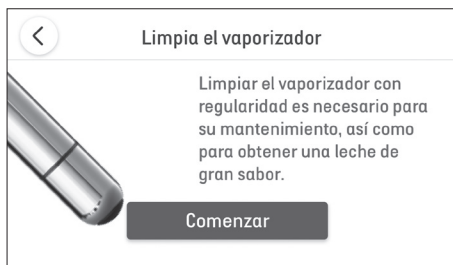 Limpia el vaporizador
Limpiar el vaporizador con
regularidad es necesario para
su mantenimiento, así como
para obtener una leche de
gran sabor.
Comenzar